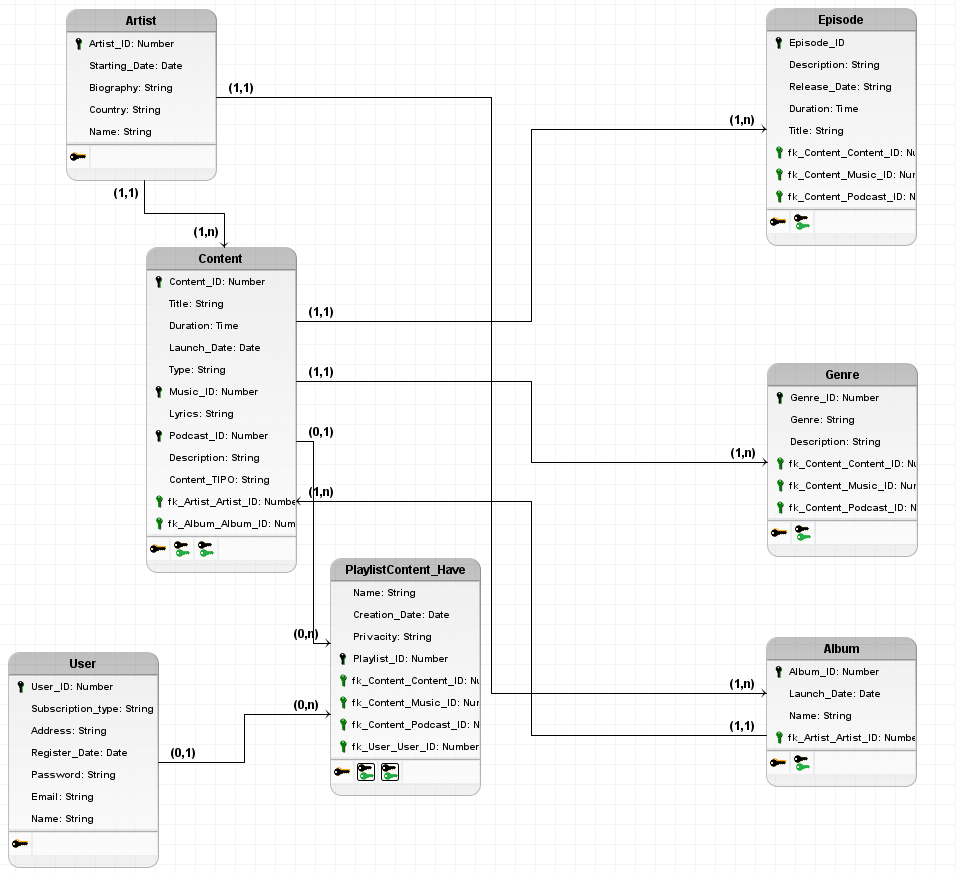 Artist
Artist_ID: Number
Starting_Date: Date
Biography: String
Country: String
Name: String
(1,1)
(1,1)
(1,n)
Episode
Episode_ID
Description: String
Release_Date: String
Duration: Time
Title: String
fk_Content_Content_ID: Nu
fk_Content_Music_ID: Nur
fk_Content_Podcast_ID: N
(1,n)
Content
Content_ID: Number
Title: String
Duration: Time
Launch_Date: Date
Type: String
Music_ID: Number
Lyrics: String
Podcast_ID: Number
Description: String
Content_TIPO: String
fk_Artist_Artist_ID: Numbe
fk_Album_Album_ID: Num
(1,1)
(1,1)
(0,1)
(1,n)
Genre
Genre_ID: Number
Genre: String
Description: String
fk_Content_Content_ID: Nu
fk_Content_Music_ID: Nur
fk_Content_Podcast_ID: N
(1,n)
PlaylistContent_Have
Name: String
Creation_Date: Date
Privacity: String
Playlist_ID: Number
fk_Content_Content_ID: Nu
fk_Content_Music_ID: Nur
fk_Content_Podcast_ID: N
fk_User_User_ID: Number
(0,n)
(0,n)
User
User_ID: Number
Subscription_type: String
Address: String
Register_Date: Date
Password: String
Email: String
Name: String
(0,1)
Album
Album_ID: Number
Launch_Date: Date
Name: String
fk_Artist_Artist_ID: Numbe
(1,n)
(1,1)